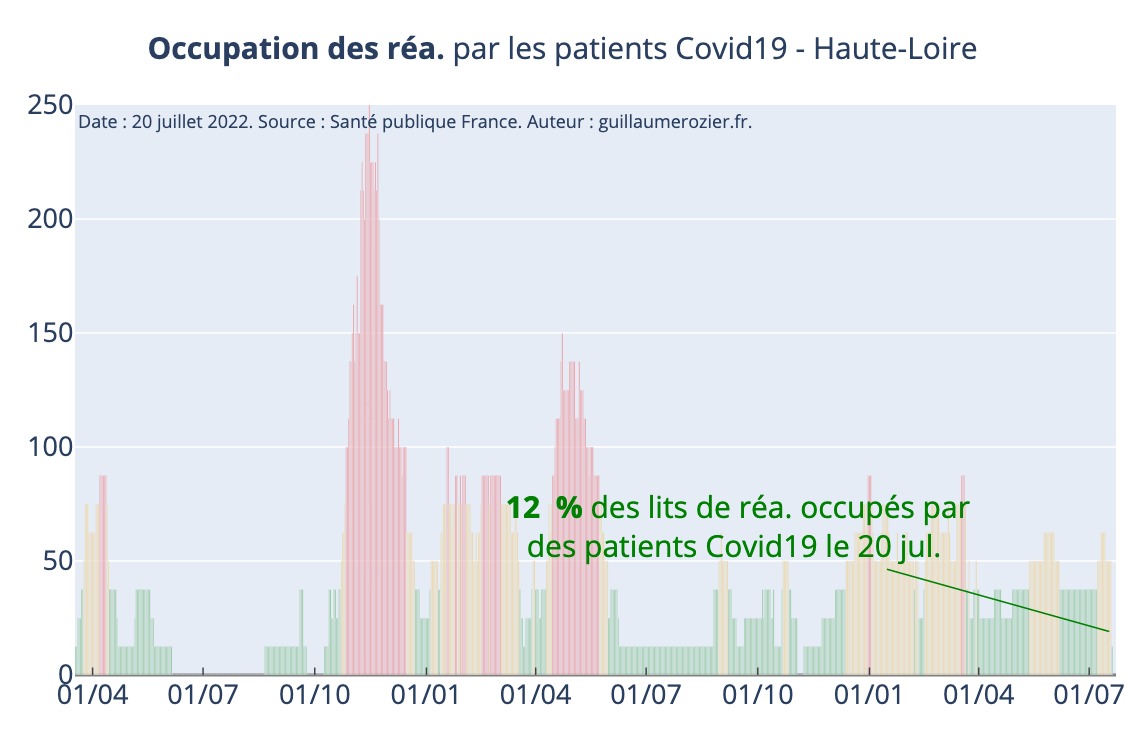 Occupation des réa. par les patients Covid19 - Haute-Loire
250
Date : 20 juillet 2022. Source : Santé publique France. Auteur : guillaumerozier.fr.
200
150
100
12 % des lits de réa. occupés par
des patients Covid19 le 20 jul.
50
0
01/04 01/07 01/10 01/01 01/04 01/07 01/10 01/01 01/04 01/07